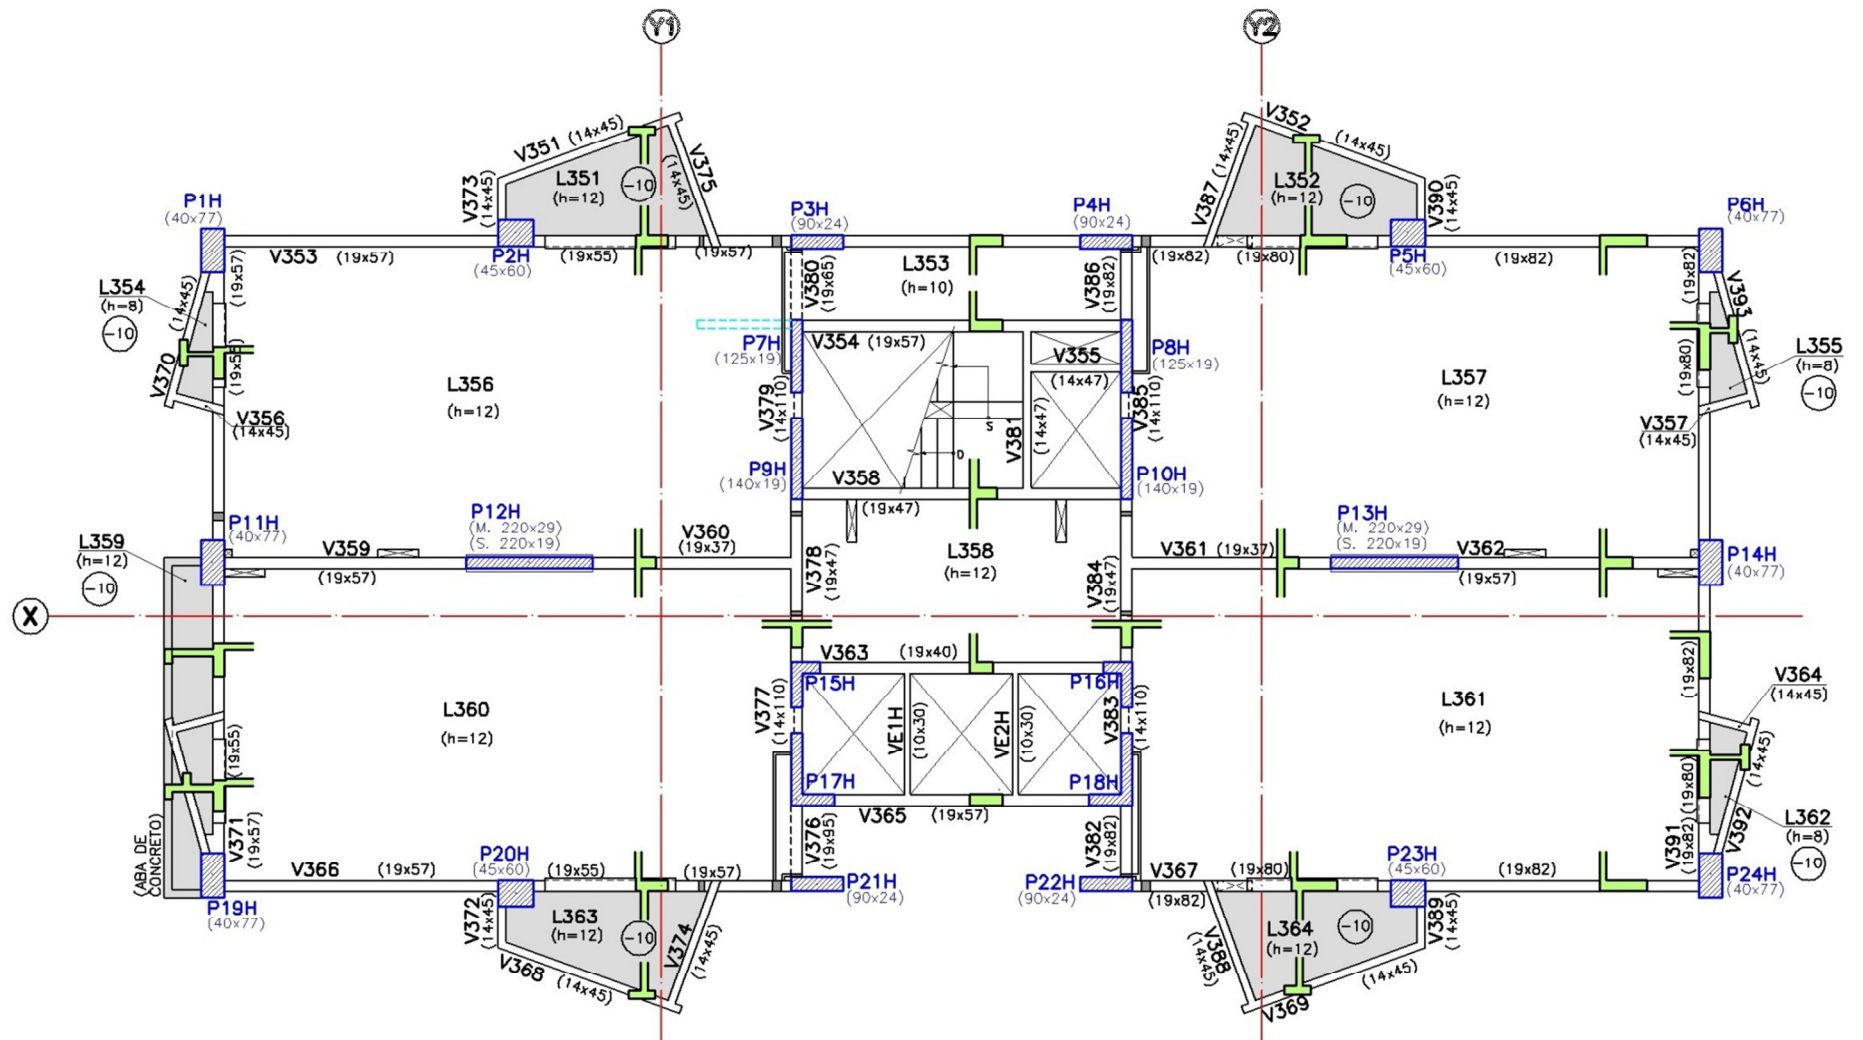 Y1
Y2
V351 (14x45)
V352
(14x45)
V375
(14x45)
V387 (14x45)
V373
(14x45)
L351
(h=12)
-10
L352
(h=12)
-10
V390
(14x45)
P1H
(40x77)
P3H
(90x24)
P4H
(90x24)
P6H
(40x77)
V353 (19x57)
P2H
(45x60)
(19x55)
(19x57)
L353
(h=10)
(19x82)
(19x80)
P5H
(45x60)
(19x82)
(19x57)
V380
(19x65)
V386
(19x82)
(19x82)
V393
L354
(h=8)
-10
(14x45)
V370
(19x55)
V356
(14x45)
L356
(h=12)
P7H
(125x19)
V354 (19x57)
V355
(14x47)
P8H
(125x19)
L357
(h=12)
(19x80)
(14x45)
L355
(h=8)
-10
V357
(14x45)
V379
(14x110)
V381
(14x47)
V385
(14x110)
S
D
P9H
(140x19)
V358
(19x47)
P10H
(140x19)
P11H
(40x77)
P12H
(M. 220x29)
(S. 220x19)
V360
(19x37)
P13H
(M. 220x29)
(S. 220x19)
L359
(h=12)
-10
V359
(19x57)
V378
(19x47)
L358
(h=12)
V384
(19x47)
V361 (19x37)
V362
(19x57)
P14H
(40x77)
X
V363 (19x40)
P15H
P16H
(19x82)
V364
(14x45)
L360
(h=12)
V377
(14x110)
VE1H
(10x30)
VE2H
(10x30)
V383
(14x110)
L361
(h=12)
(19x55)
(14x45)
P17H
P18H
(19x80)
V365 (19x57)
L362
(h=8)
-10
(ABA DE
CONCRETO)
V371
(19x57)
V376
(19x95)
V382
(19x82)
V391
(19x82)
V392
V366 (19x57)
P20H
(45x60)
(19x55)
(19x57)
P21H
(90x24)
P22H
(90x24)
V367
(19x82)
(19x80)
P23H
(45x60)
(19x82)
P24H
(40x77)
P19H
(40x77)
V372
(14x45)
L363
(h=12)
-10
V374
(14x45)
V388
(14x45)
L364
(h=12)
-10
V389
(14x45)
V368
(14x45)
(14x45)
V369